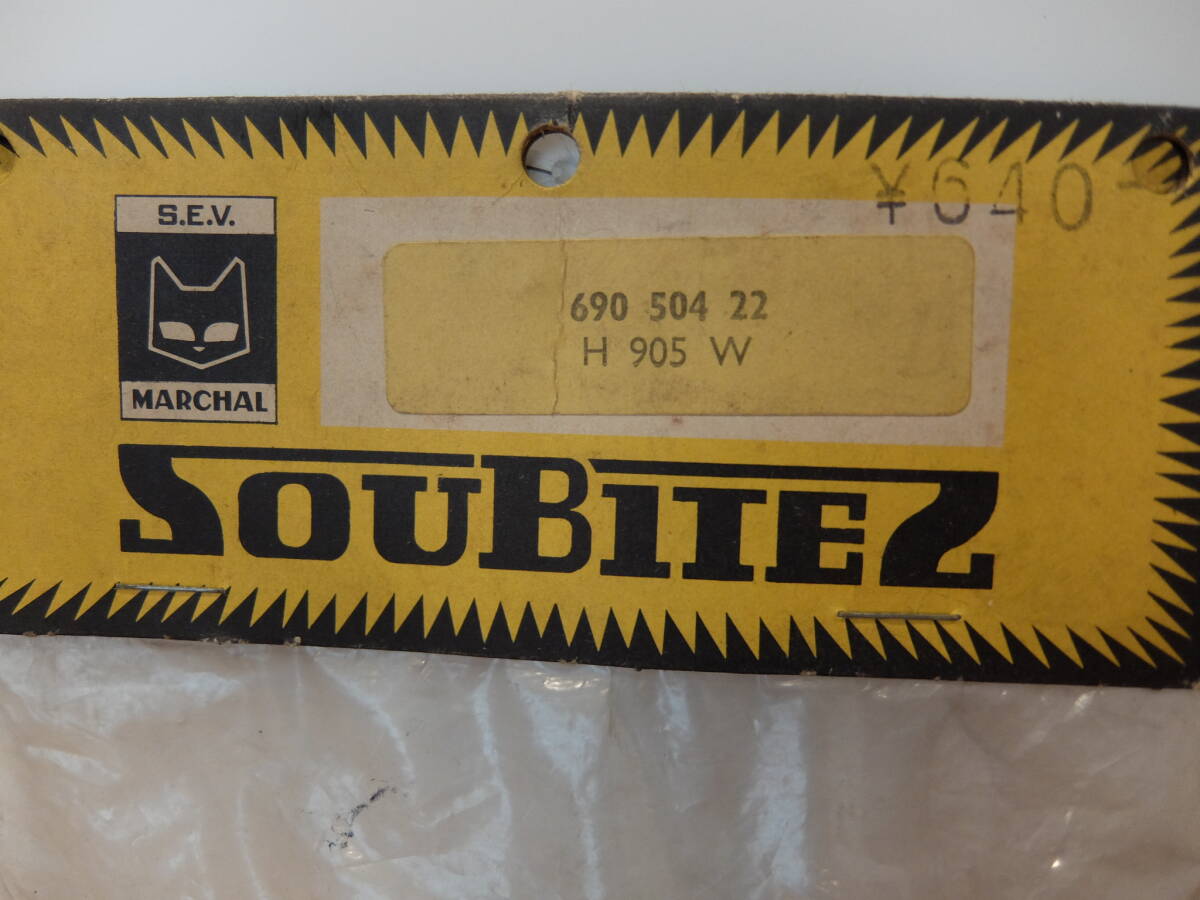 ¥640
S.E.V.
MARCHAL
690 504 22
H 905 W
SOUBITEZ